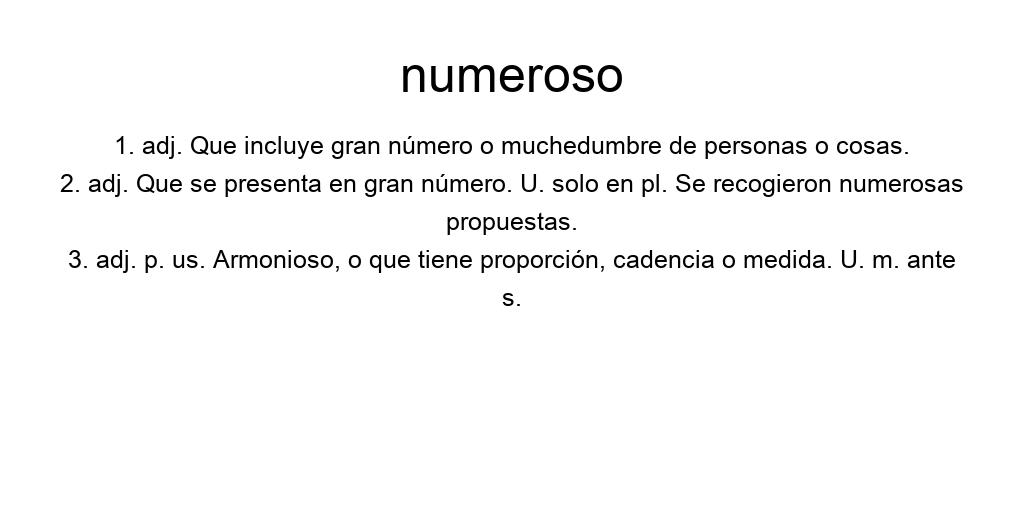 numeroso
1. adj. Que incluye gran número o muchedumbre de personas o cosas.
2. adj. Que se presenta en gran número. U. solo en pl. Se recogieron numerosas
propuestas.
3. adj. p. us. Armonioso, o que tiene proporción, cadencia o medida. U. m. ante
s.